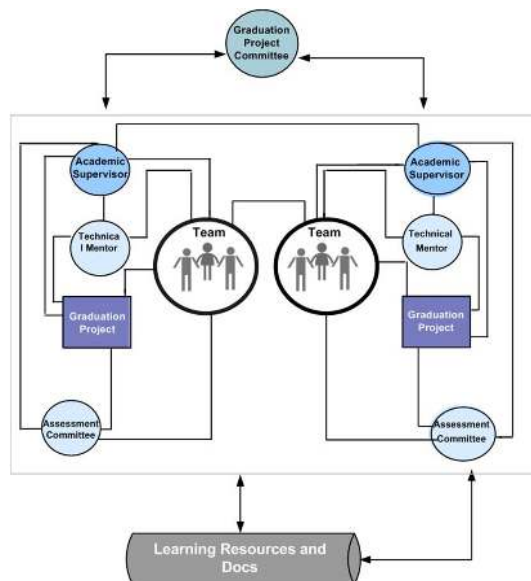 Graduation
Project
Committee
Academic
Supervisor
Academic
Supervisor
Technica
l Mentor
Team
Team
Technical
Mentor
Graduation
Project
Graduation
Project
Assessment
Committee
Assessment
Committee
Learning Resources and
Docs